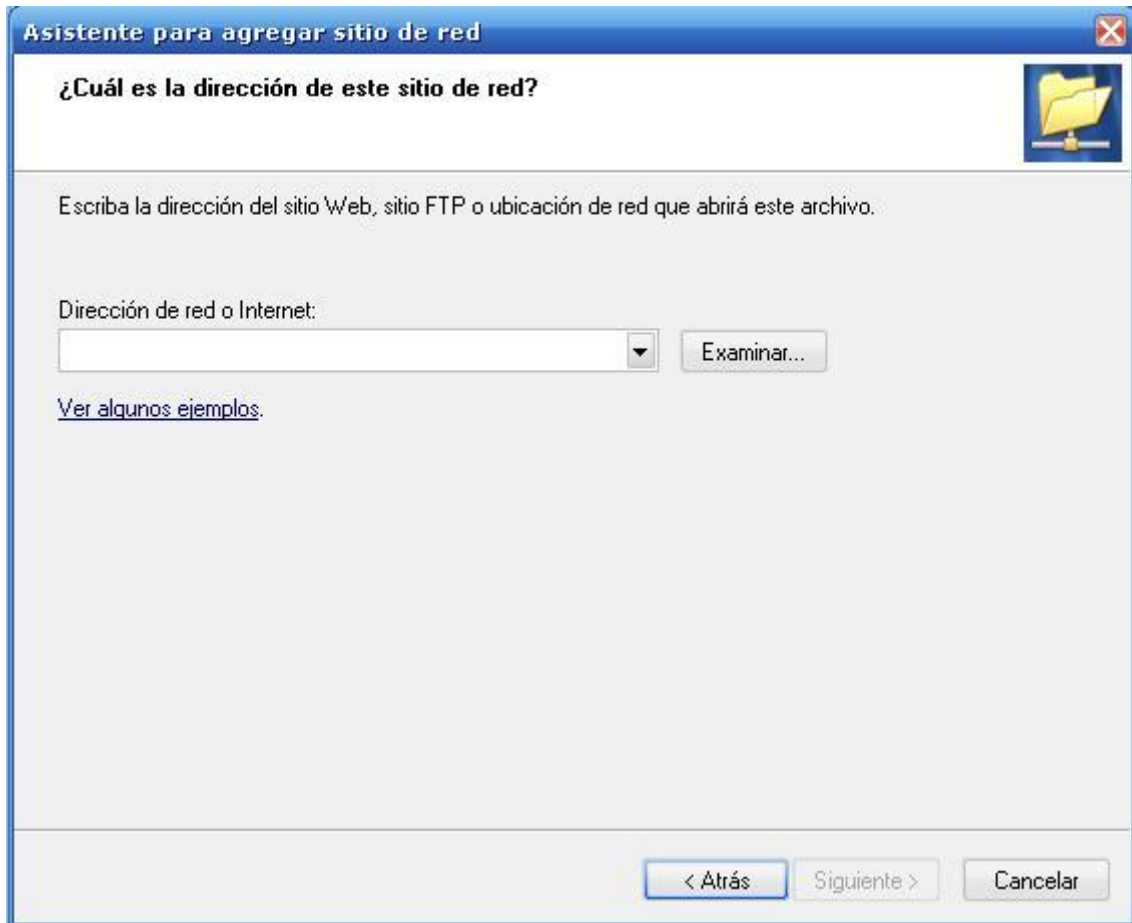 Asistente para agregar sitio de red
¿Cuál es la dirección de este sitio de red?
Escriba la dirección del sitio Web, sitio FTP o ubicación de red que abrirá este archivo.
Dirección de red o Internet:
Examinar...
Ver algunos ejemplos.
< Atrás Siguiente > Cancelar